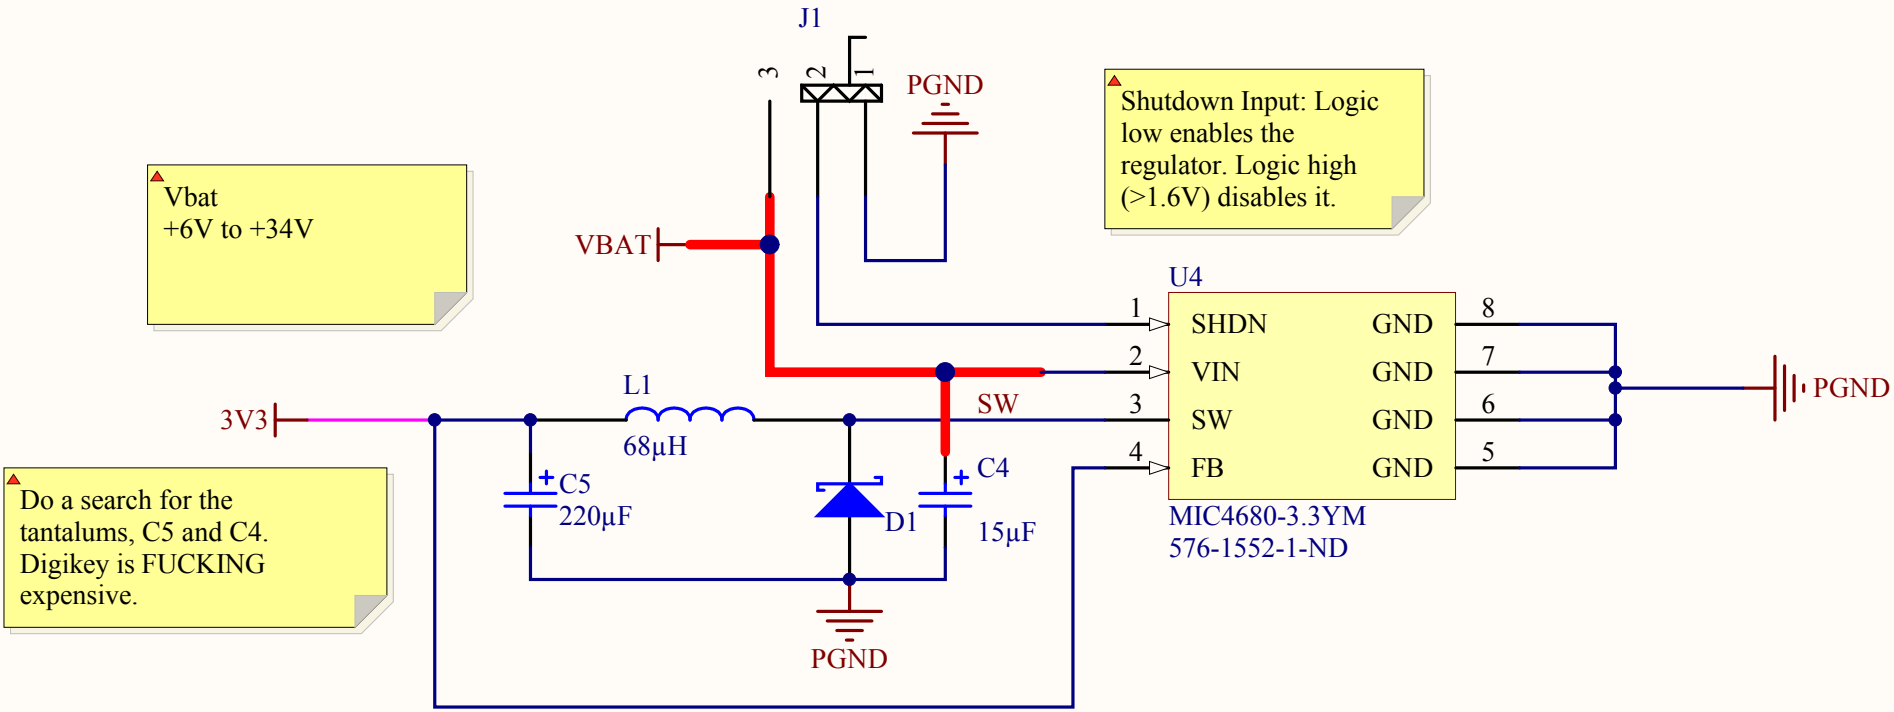 J1
3
2
1
PGND
Shutdown Input: Logic
low enables the
regulator. Logic high
(>1.6V) disables it.
Vbat
+6V to +34V
VBAT
U4
1
SHDN
GND
8
2
VIN
GND
7
3
SW
GND
6
4
FB
GND
5
PGND
MIC4680-3.3YM
576-1552-1-ND
L1
68µH
SW
3V3
C5
220µF
D1
C4
15µF
PGND
Do a search for the
tantalums, C5 and C4.
Digikey is FUCKING
expensive.